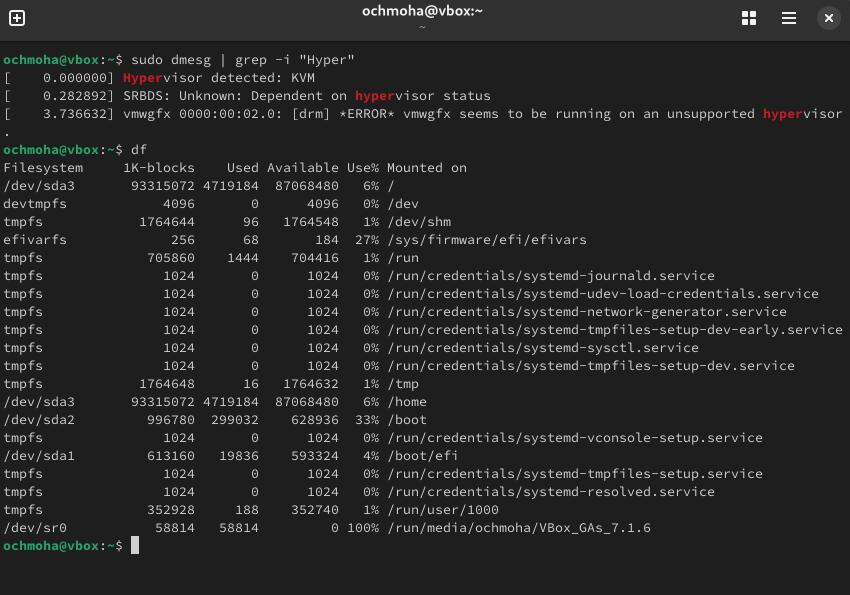 ochmoha@vbox:~
~
ochmoha@vbox:~$ sudo dmesg | grep -i "Hyper"
[    0.000000] Hypervisor detected: KVM
[    0.282892] SRBDS: Unknown: Dependent on hypervisor status
[    3.736632] vmwgfx 0000:00:02.0: [drm] *ERROR* vmwgfx seems to be running on an unsupported hypervisor
.
ochmoha@vbox:~$ df
Filesystem     1K-blocks    Used Available Use% Mounted on
/dev/sda3       93315072 4719184  87068480   6% /
devtmpfs            4096       0      4096   0% /dev
tmpfs            1764644      96   1764548   1% /dev/shm
efivarfs             256      68       184  27% /sys/firmware/efi/efivars
tmpfs             705860    1444    704416   1% /run
tmpfs               1024       0      1024   0% /run/credentials/systemd-journald.service
tmpfs               1024       0      1024   0% /run/credentials/systemd-udev-load-credentials.service
tmpfs               1024       0      1024   0% /run/credentials/systemd-network-generator.service
tmpfs               1024       0      1024   0% /run/credentials/systemd-tmpfiles-setup-dev-early.service
tmpfs               1024       0      1024   0% /run/credentials/systemd-sysctl.service
tmpfs               1024       0      1024   0% /run/credentials/systemd-tmpfiles-setup-dev.service
tmpfs            1764648      16   1764632   1% /tmp
/dev/sda3       93315072 4719184  87068480   6% /home
/dev/sda2         996780  299032    628936  33% /boot
tmpfs               1024       0      1024   0% /run/credentials/systemd-vconsole-setup.service
/dev/sda1         613160   19836    593324   4% /boot/efi
tmpfs               1024       0      1024   0% /run/credentials/systemd-tmpfiles-setup.service
tmpfs               1024       0      1024   0% /run/credentials/systemd-resolved.service
tmpfs             352928     188    352740   1% /run/user/1000
/dev/sr0           58814   58814         0 100% /run/media/ochmoha/VBox_GAs_7.1.6
ochmoha@vbox:~$